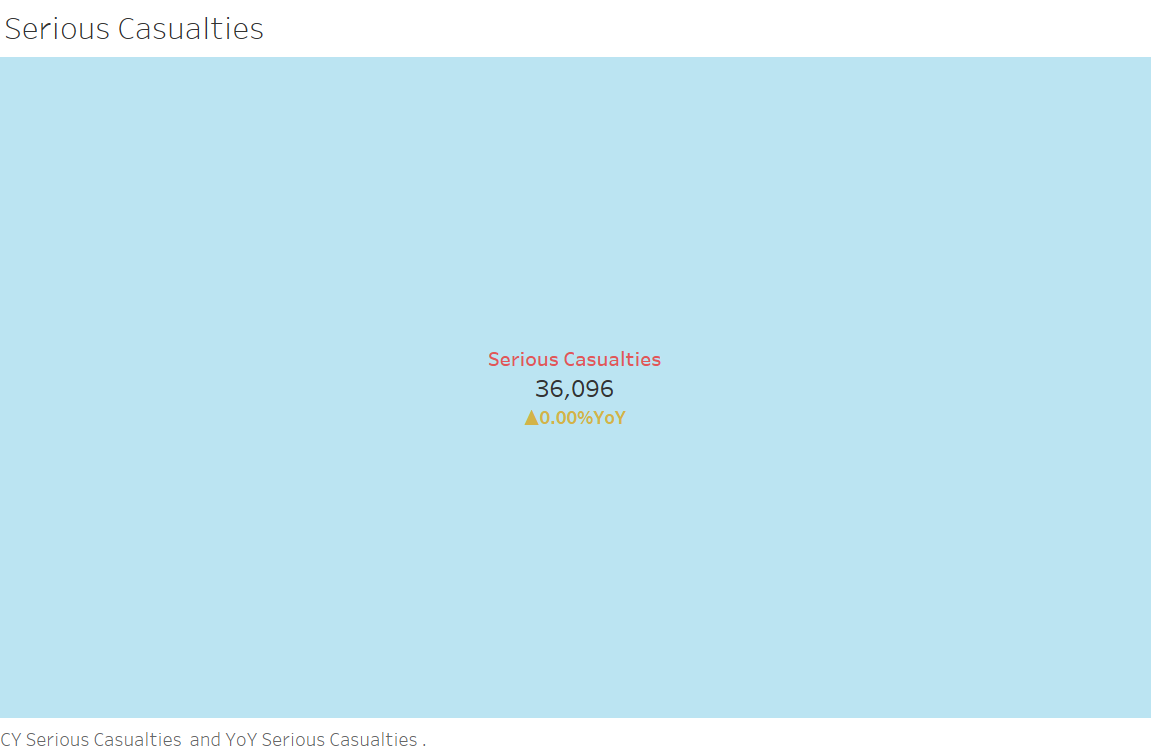 Serious Casualties
Serious Casualties
36,096
▲0.00%YoY
CY Serious Casualties  and YoY Serious Casualties .